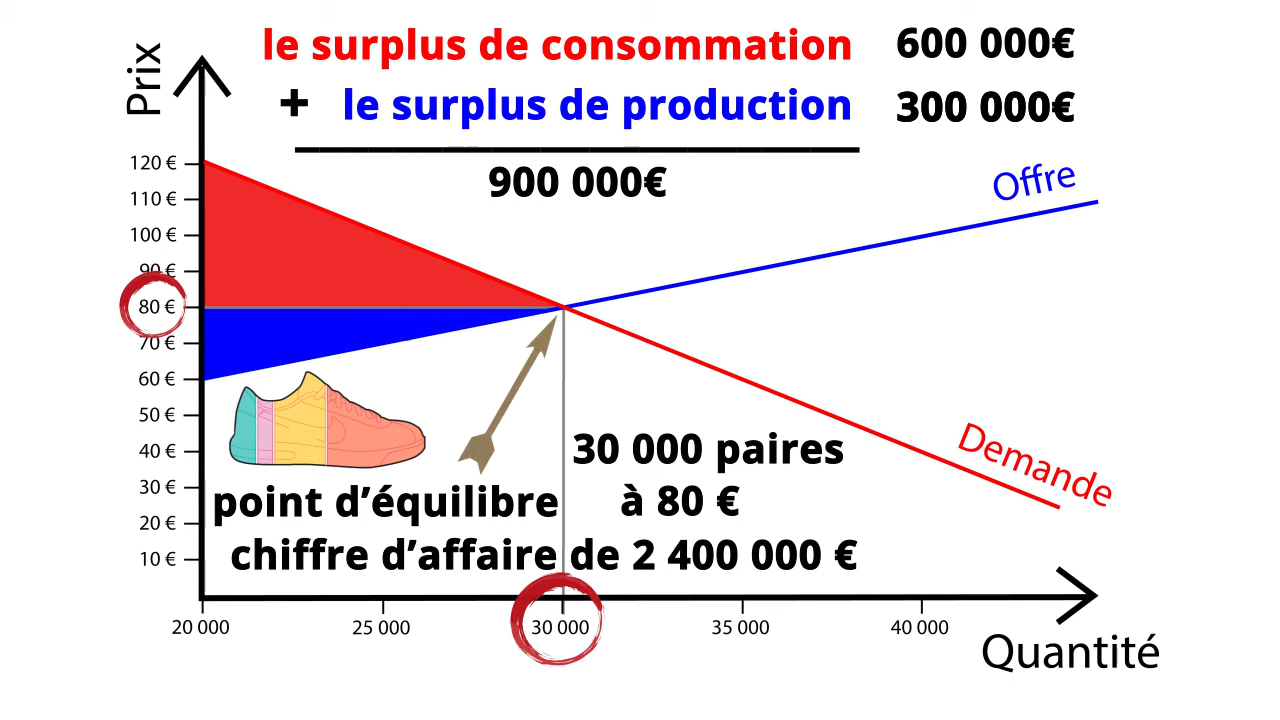 le surplus de consommation 600 000€
+ le surplus de production 300 000€
900 000€
Prix
120 €
110 €
100 €
90 €
80 €
70 €
60 €
50 €
40 €
30 €
20 €
10 €
Offre
Demande
30 000 paires
point d’équilibre à 80 €
chiffre d’affaire de 2 400 000 €
20 000 25 000 30 000 35 000 40 000
Quantité